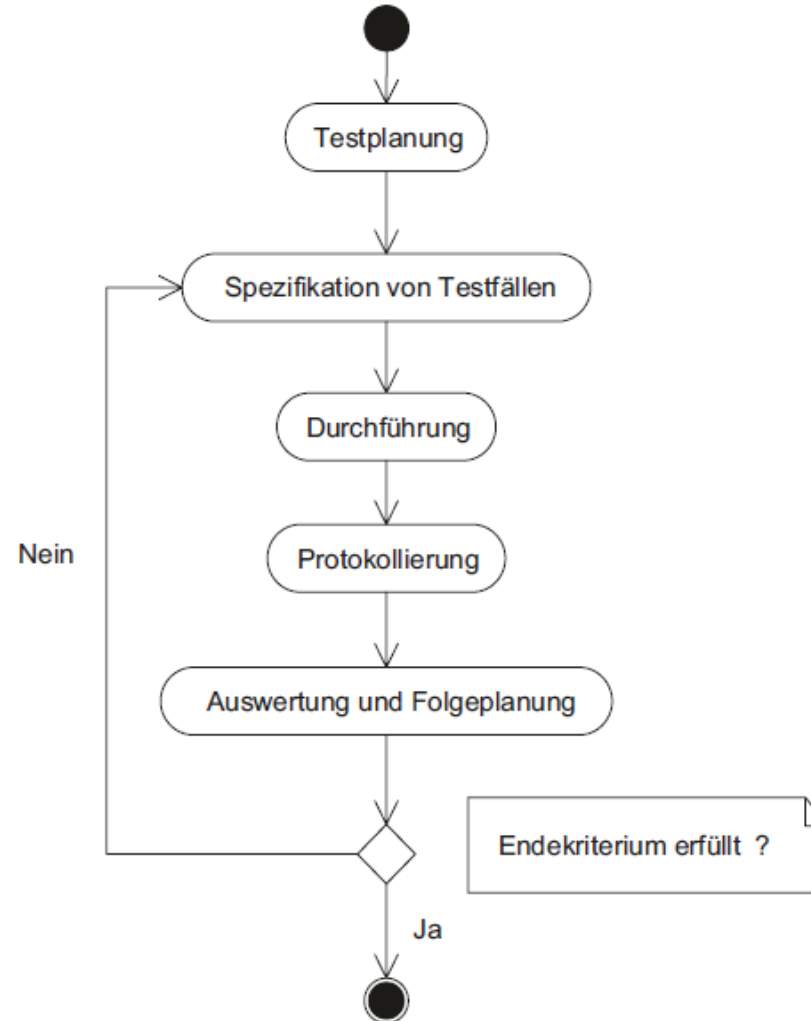 Testplanung
Spezifikation von Testfällen
Durchführung
Nein
Protokollierung
Auswertung und Folgeplanung
Endekriterium erfüllt ?
Ja